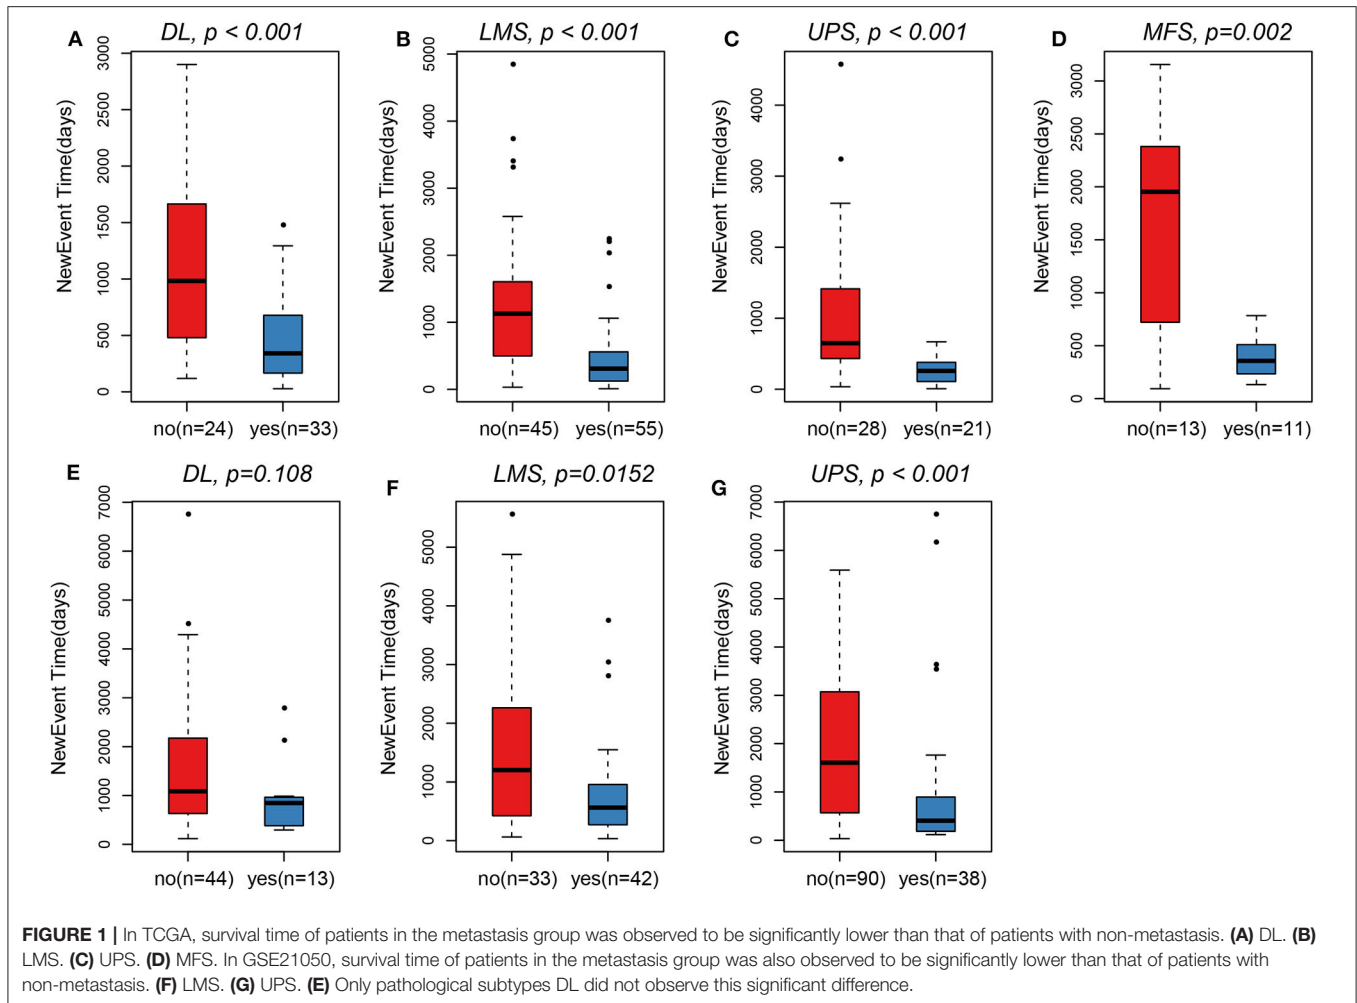 A DL, p < 0.001
NewEvent Time(days)
0 500 1000 1500 2000 2500 3000
no(n=24) yes(n=33)
B LMS, p < 0.001
NewEvent Time(days)
0 1000 2000 3000 4000 5000
no(n=45) yes(n=55)
C UPS, p < 0.001
NewEvent Time(days)
0 1000 2000 3000 4000
no(n=28) yes(n=21)
D MFS, p=0.002
NewEvent Time(days)
0 500 1000 1500 2000 2500 3000
no(n=13) yes(n=11)
E DL, p=0.108
NewEvent Time(days)
0 1000 2000 3000 4000 5000 6000 7000
no(n=44) yes(n=13)
F LMS, p=0.0152
NewEvent Time(days)
0 1000 2000 3000 4000 5000
no(n=33) yes(n=42)
G UPS, p < 0.001
NewEvent Time(days)
0 1000 2000 3000 4000 5000 6000 7000
no(n=90) yes(n=38)
FIGURE 1 | In TCGA, survival time of patients in the metastasis group was observed to be significantly lower than that of patients with non-metastasis. (A) DL. (B)
LMS. (C) UPS. (D) MFS. In GSE21050, survival time of patients in the metastasis group was also observed to be significantly lower than that of patients with
non-metastasis. (F) LMS. (G) UPS. (E) Only pathological subtypes DL did not observe this significant difference.